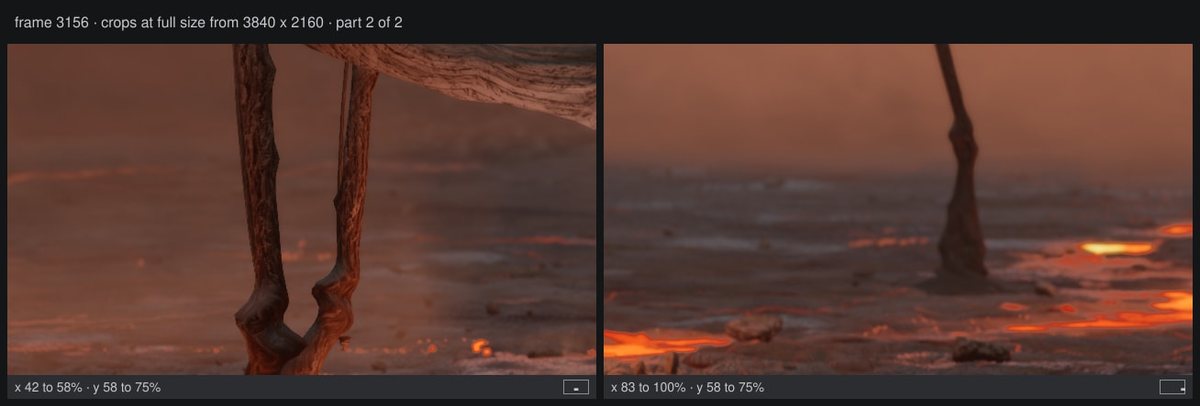 frame 3156 · crops at full size from 3840 x 2160 · part 2 of 2
x 42 to 58% · y 58 to 75%
x 83 to 100% · y 58 to 75%